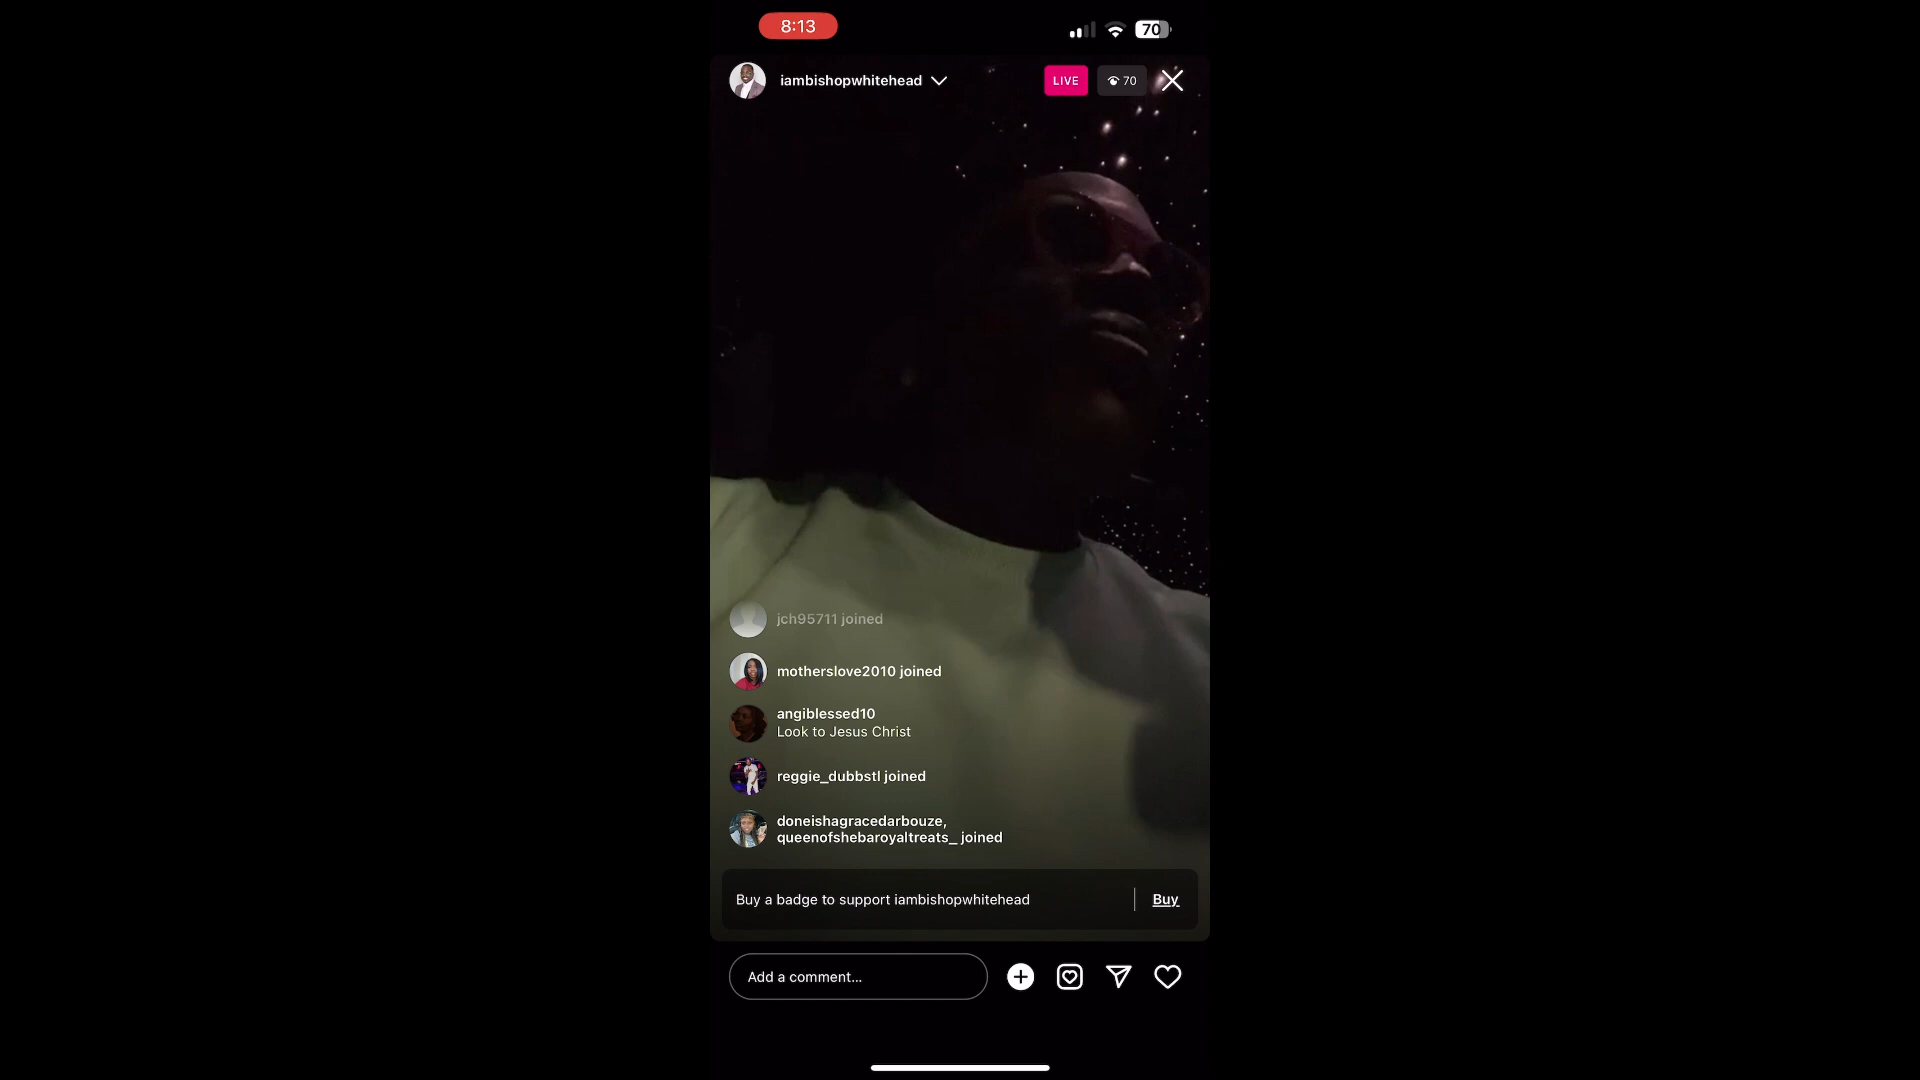 8:13
70
iambishopwhitehead
LIVE
70
jch95711 joined
motherslove2010 joined
angiblessed10
Look to Jesus Christ
reggie_dubbstl joined
doneishagracedarbouze,
queenofshebaroyaltreats_ joined
Buy a badge to support iambishopwhitehead
Buy
Add a comment...